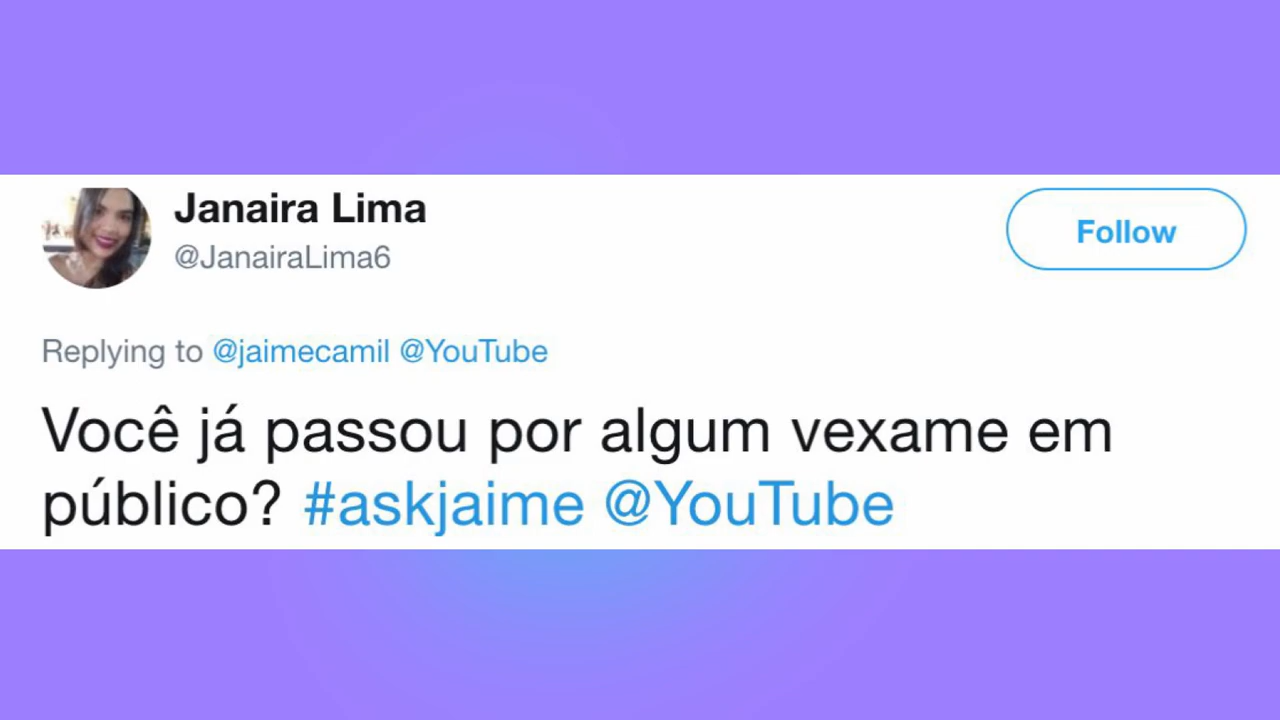 Janaira Lima
@JanairaLima6
Follow
Replying to @jaimecamil @YouTube
Você já passou por algum vexame em
público? #askjaime @YouTube